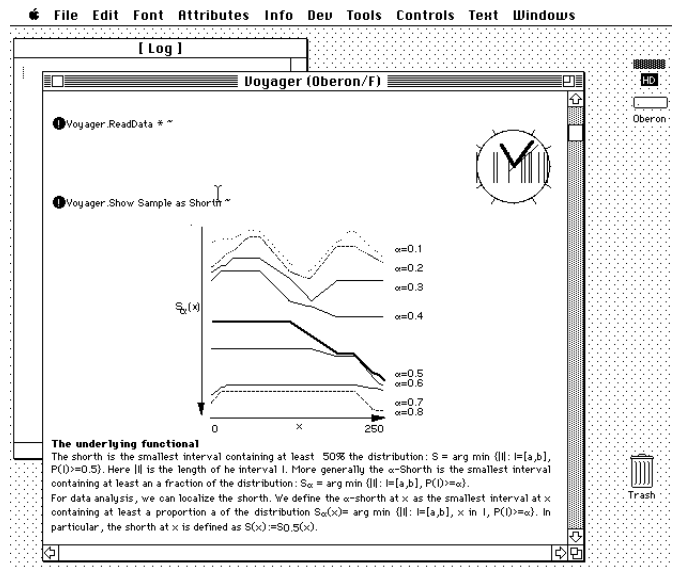 File Edit Font Attributes Info Dev Tools Controls Text Windows
[ Log ]
Voyager (Oberon/F)
HD
Oberon
!Voyager.ReadData * ~
!Voyager.Show Sample as Shorth ~
α=0.1
α=0.2
α=0.3
Sα(x)
α=0.4
α=0.5
α=0.6
α=0.7
α=0.8
0 x 250
The underlying functional
The shorth is the smallest interval containing at least 50% the distribution: S = arg min {|I|: I=[a,b],
P(I)>=0.5}. Here |I| is the length of he interval I. More generally the α-Shorth is the smallest interval
containing at least an a fraction of the distribution: Sα = arg min {|I|: I=[a,b], P(I)>=α}.
For data analysis, we can localize the shorth. We define the α-shorth at x as the smallest interval at x
containing at least a proportion a of the distribution Sα(x)= arg min {|I|: I=[a,b], x in I, P(I)>=α}. In
particular, the shorth at x is defined as S(x):=S0.5(x).
Trash